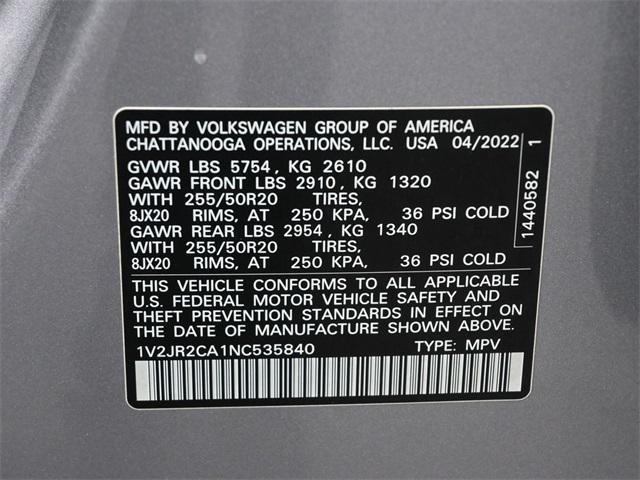 MFD BY VOLKSWAGEN GROUP OF AMERICA
CHATTANOOGA OPERATIONS, LLC. USA 04/2022
GVWR LBS 5754 , KG 2610
GAWR FRONT LBS 2910 , KG 1320
WITH 255/50R20 TIRES,
8JX20 RIMS, AT 250 KPA, 36 PSI COLD
GAWR REAR LBS 2954 , KG 1340
WITH 255/50R20 TIRES,
8JX20 RIMS, AT 250 KPA, 36 PSI COLD
THIS VEHICLE CONFORMS TO ALL APPLICABLE
U.S. FEDERAL MOTOR VEHICLE SAFETY AND
THEFT PREVENTION STANDARDS IN EFFECT ON
THE DATE OF MANUFACTURE SHOWN ABOVE.
1V2JR2CA1NC535840 TYPE: MPV
1440582 1